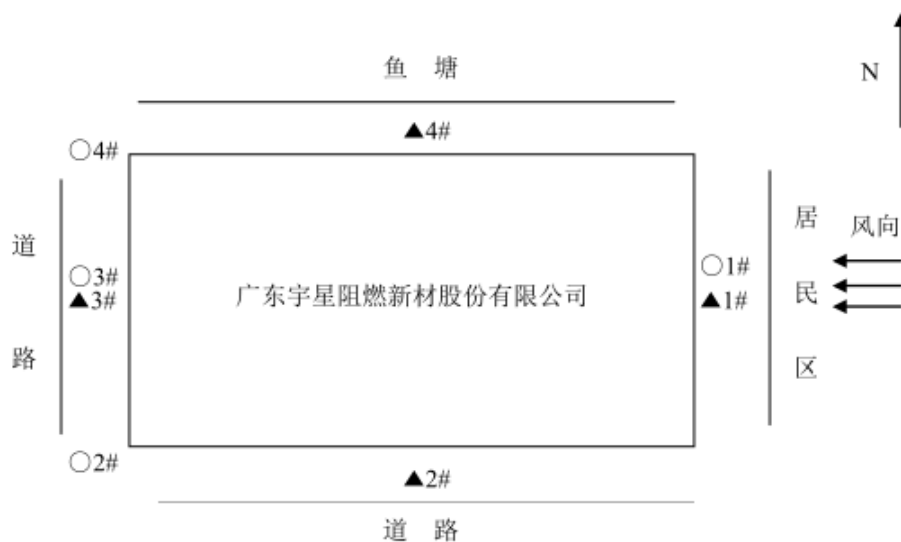 鱼 塘
N
▲4#
○4#
道 路
居 民 区
风向
○3#
▲3#
广东宇星阻燃新材股份有限公司
○1#
▲1#
○2#
▲2#
道 路